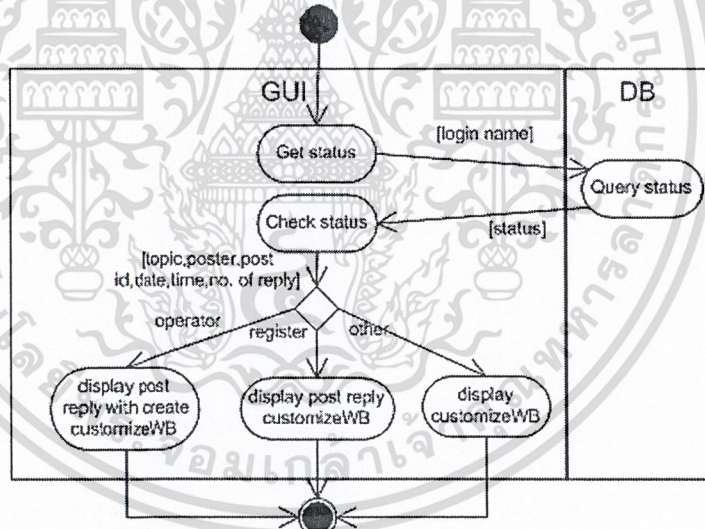 GUI
DB
Get status
[login name]
Query status
Check status
[status]
[topic,poster,post
id,date,time,no. of reply]
operator
register
other
display post
reply with create
customizeWB
display post reply
customizeWB
display
customizeWB